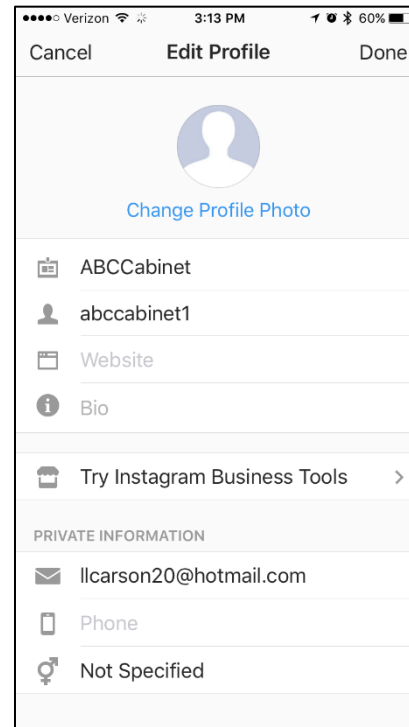 Verizon 3:13 PM 60%
Cancel Edit Profile Done
Change Profile Photo
ABCCabinet
abccabinet1
Website
Bio
Try Instagram Business Tools >
PRIVATE INFORMATION
llcarson20@hotmail.com
Phone
Not Specified